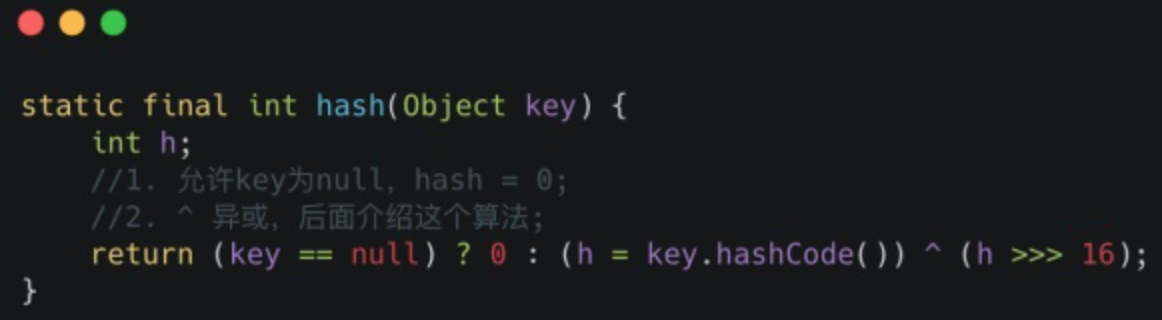 static final int hash(Object key) {
    int h;
    //1. 允许key为null，hash = 0;
    //2. ^ 异或，后面介绍这个算法;
    return (key == null) ? 0 : (h = key.hashCode()) ^ (h >>> 16);
}